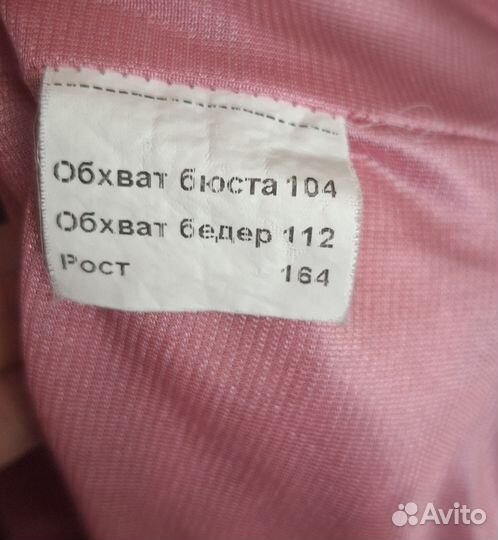 Обхват бюста 104
Обхват бедер 112
Рост 164
Avito